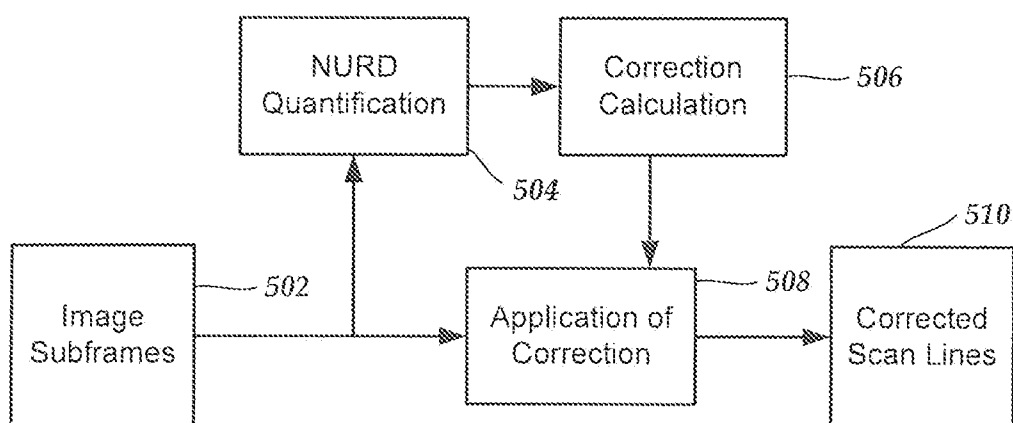 NURD
Quantification
504
Correction
Calculation
506
Image
Subframes
502
Application of
Correction
508
Corrected
Scan Lines
510